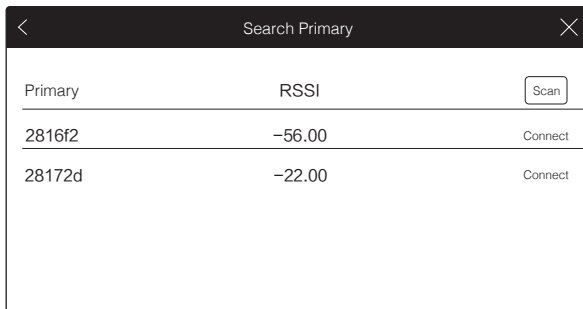 Search Primary
Primary RSSI Scan
2816f2 -56.00 Connect
28172d -22.00 Connect